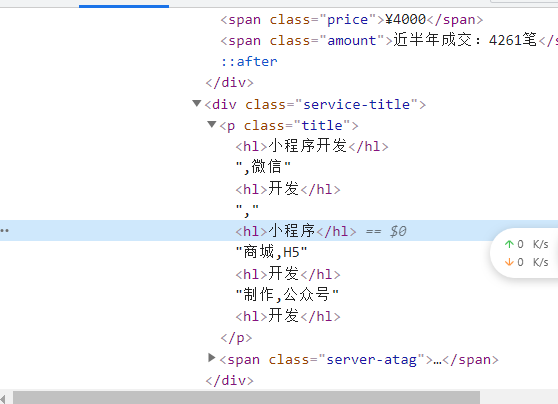 <span class="price">¥4000</span>
<span class="amount">近半年成交：4261笔</s
::after
</div>
▼<div class="service-title">
▼<p class="title">
<hl>小程序开发</hl>
",微信"
<hl>开发</hl>
","
<hl>小程序</hl> == $0
"商城,H5"
<hl>开发</hl>
"制作,公众号"
<hl>开发</hl>
</p>
▶<span class="server-atag">…</span>
</div>
↑ 0 K/s
↓ 0 K/s